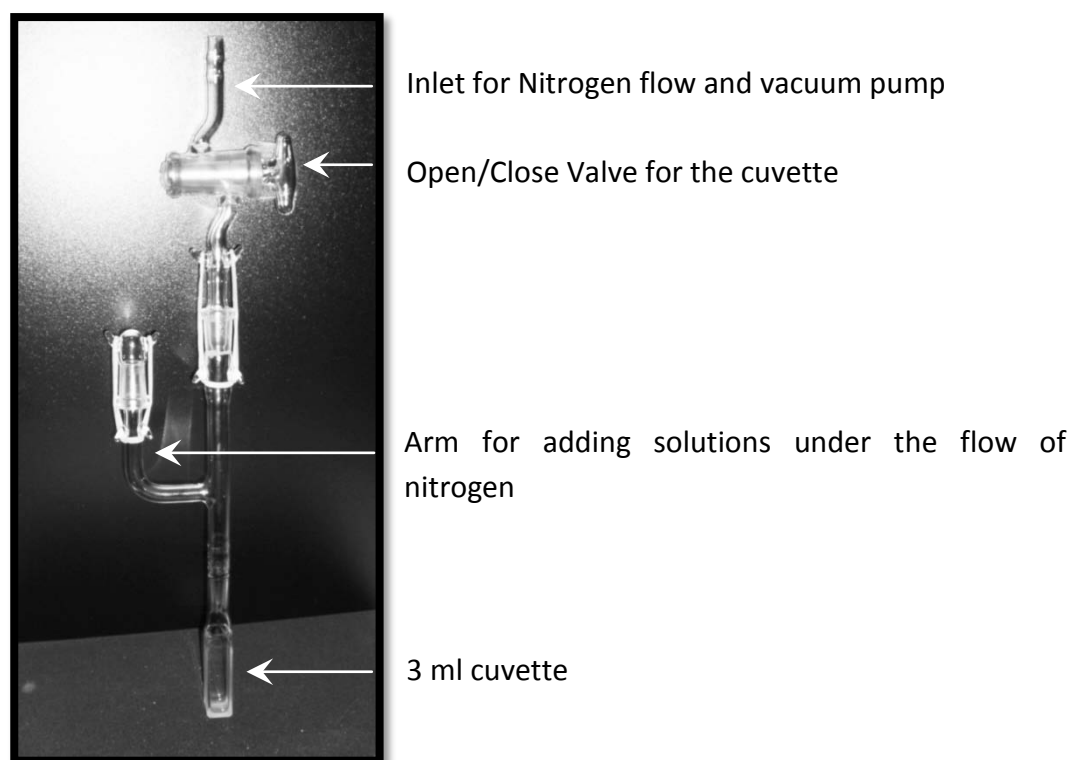 Inlet for Nitrogen flow and vacuum pump
Open/Close Valve for the cuvette
Arm for adding solutions under the flow of
nitrogen
3 ml cuvette